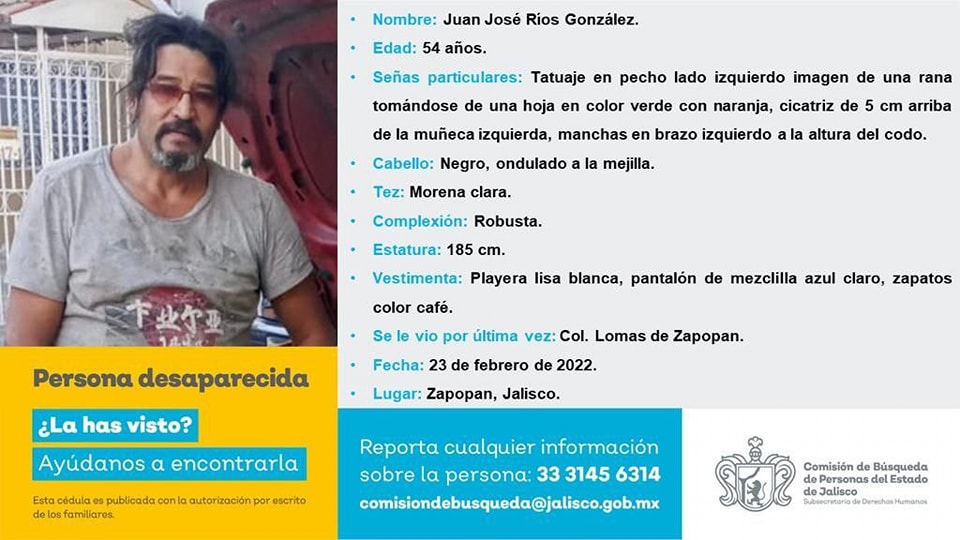 • Nombre: Juan José Ríos González.
• Edad: 54 años.
• Señas particulares: Tatuaje en pecho lado izquierdo imagen de una rana
tomándose de una hoja en color verde con naranja, cicatriz de 5 cm arriba
de la muñeca izquierda, manchas en brazo izquierdo a la altura del codo.
• Cabello: Negro, ondulado a la mejilla.
• Tez: Morena clara.
• Complexión: Robusta.
• Estatura: 185 cm.
• Vestimenta: Playera lisa blanca, pantalón de mezclilla azul claro, zapatos
color café.
• Se le vio por última vez: Col. Lomas de Zapopan.
• Fecha: 23 de febrero de 2022.
• Lugar: Zapopan, Jalisco.
Persona desaparecida
¿La has visto?
Ayúdanos a encontrarla
Esta cédula es publicada con la autorización por escrito
de los familiares.
Reporta cualquier información
sobre la persona: 33 3145 6314
comisiondebusqueda@jalisco.gob.mx
Comisión de Búsqueda
de Personas del Estado
de Jalisco
Subsecretaría de Derechos Humanos